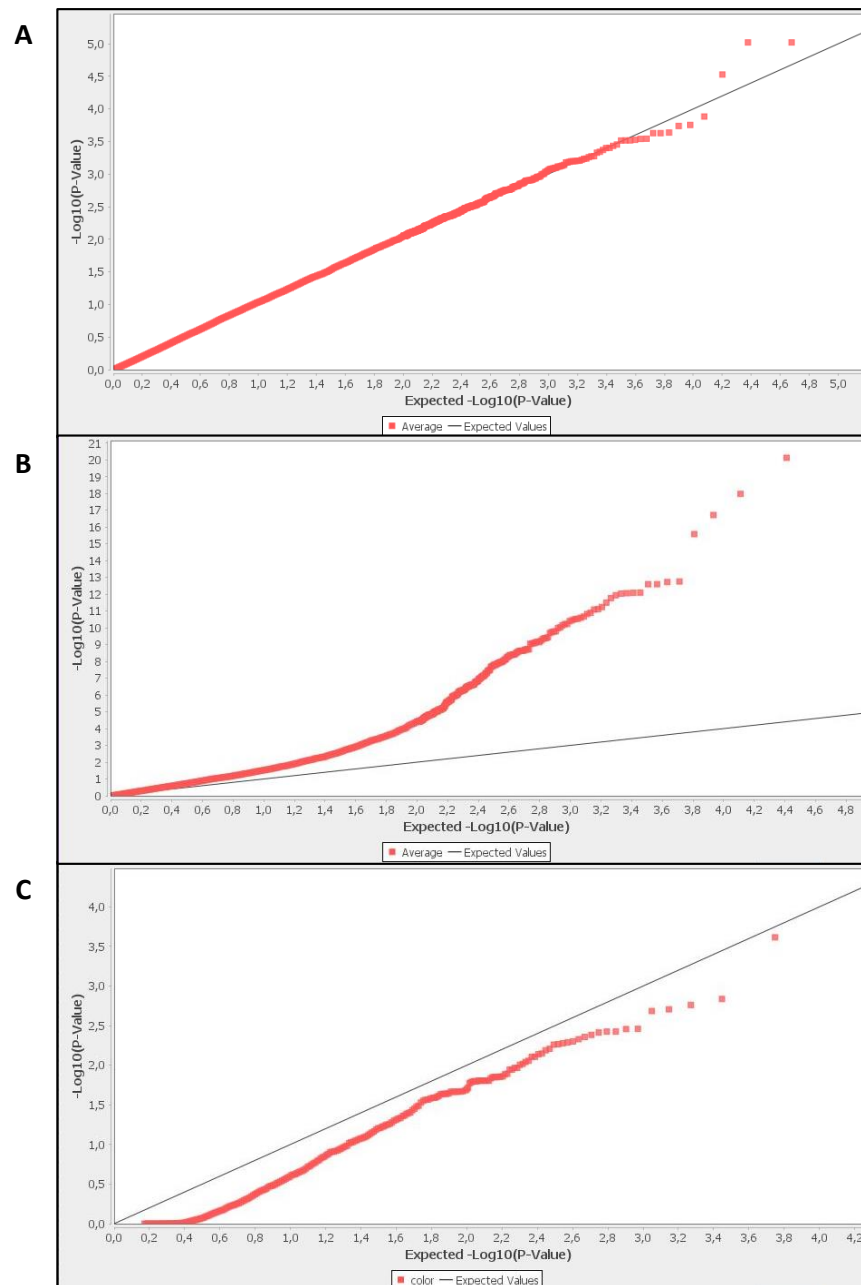 A
5,0
4,5
4,0
3,5
3,0
2,5
2,0
1,5
1,0
0,5
0,0
-Log10(P-Value)
0,0 0,2 0,4 0,6 0,8 1,0 1,2 1,4 1,6 1,8 2,0 2,2 2,4 2,6 2,8 3,0 3,2 3,4 3,6 3,8 4,0 4,2 4,4 4,6 4,8 5,0
Expected -Log10(P-Value)
Average Expected Values
B
21
20
19
18
17
16
15
14
13
12
11
10
9
8
7
6
5
4
3
2
1
0
-Log10(P-Value)
0,0 0,2 0,4 0,6 0,8 1,0 1,2 1,4 1,6 1,8 2,0 2,2 2,4 2,6 2,8 3,0 3,2 3,4 3,6 3,8 4,0 4,2 4,4 4,6 4,8
Expected -Log10(P-Value)
Average Expected Values
C
4,0
3,5
3,0
2,5
2,0
1,5
1,0
0,5
0,0
-Log10(P-Value)
0,0 0,2 0,4 0,6 0,8 1,0 1,2 1,4 1,6 1,8 2,0 2,2 2,4 2,6 2,8 3,0 3,2 3,4 3,6 3,8 4,0 4,2
Expected -Log10(P-Value)
color Expected Values